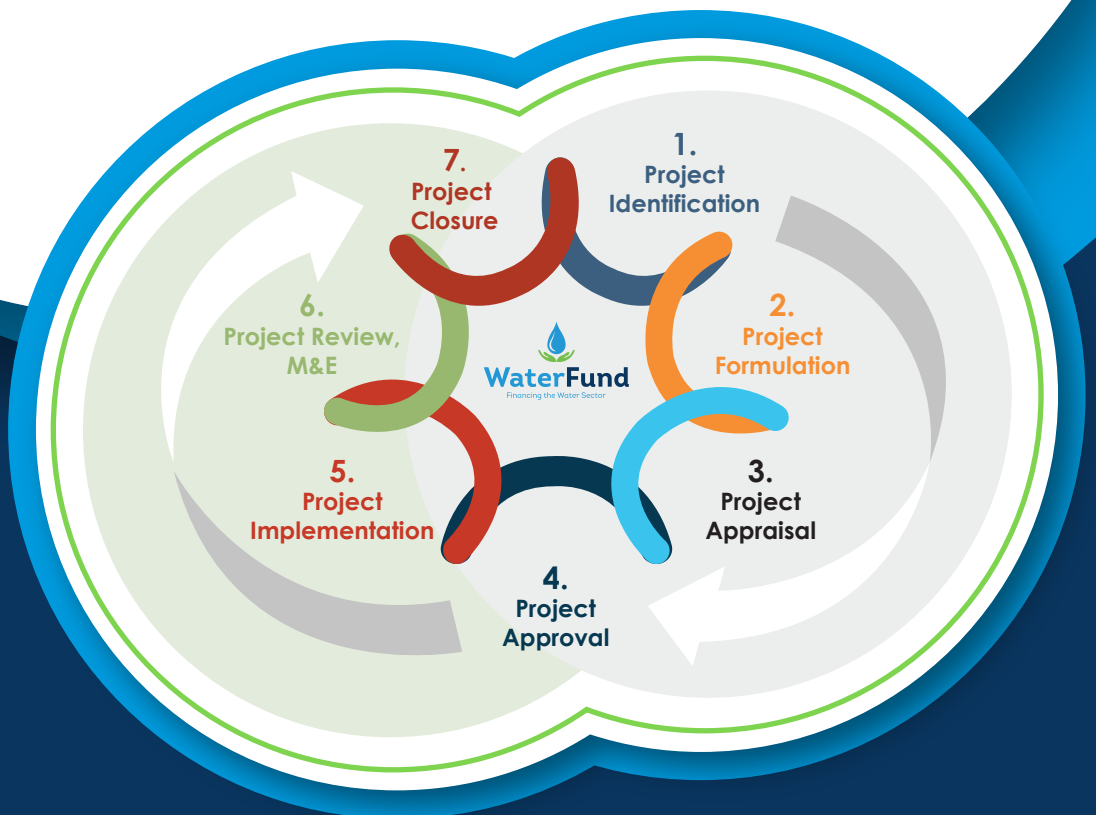 1.
Project
Identification
2.
Project
Formulation
3.
Project
Appraisal
4.
Project
Approval
5.
Project
Implementation
6.
Project Review,
M&E
7.
Project
Closure
WaterFund
Financing the Water Sector